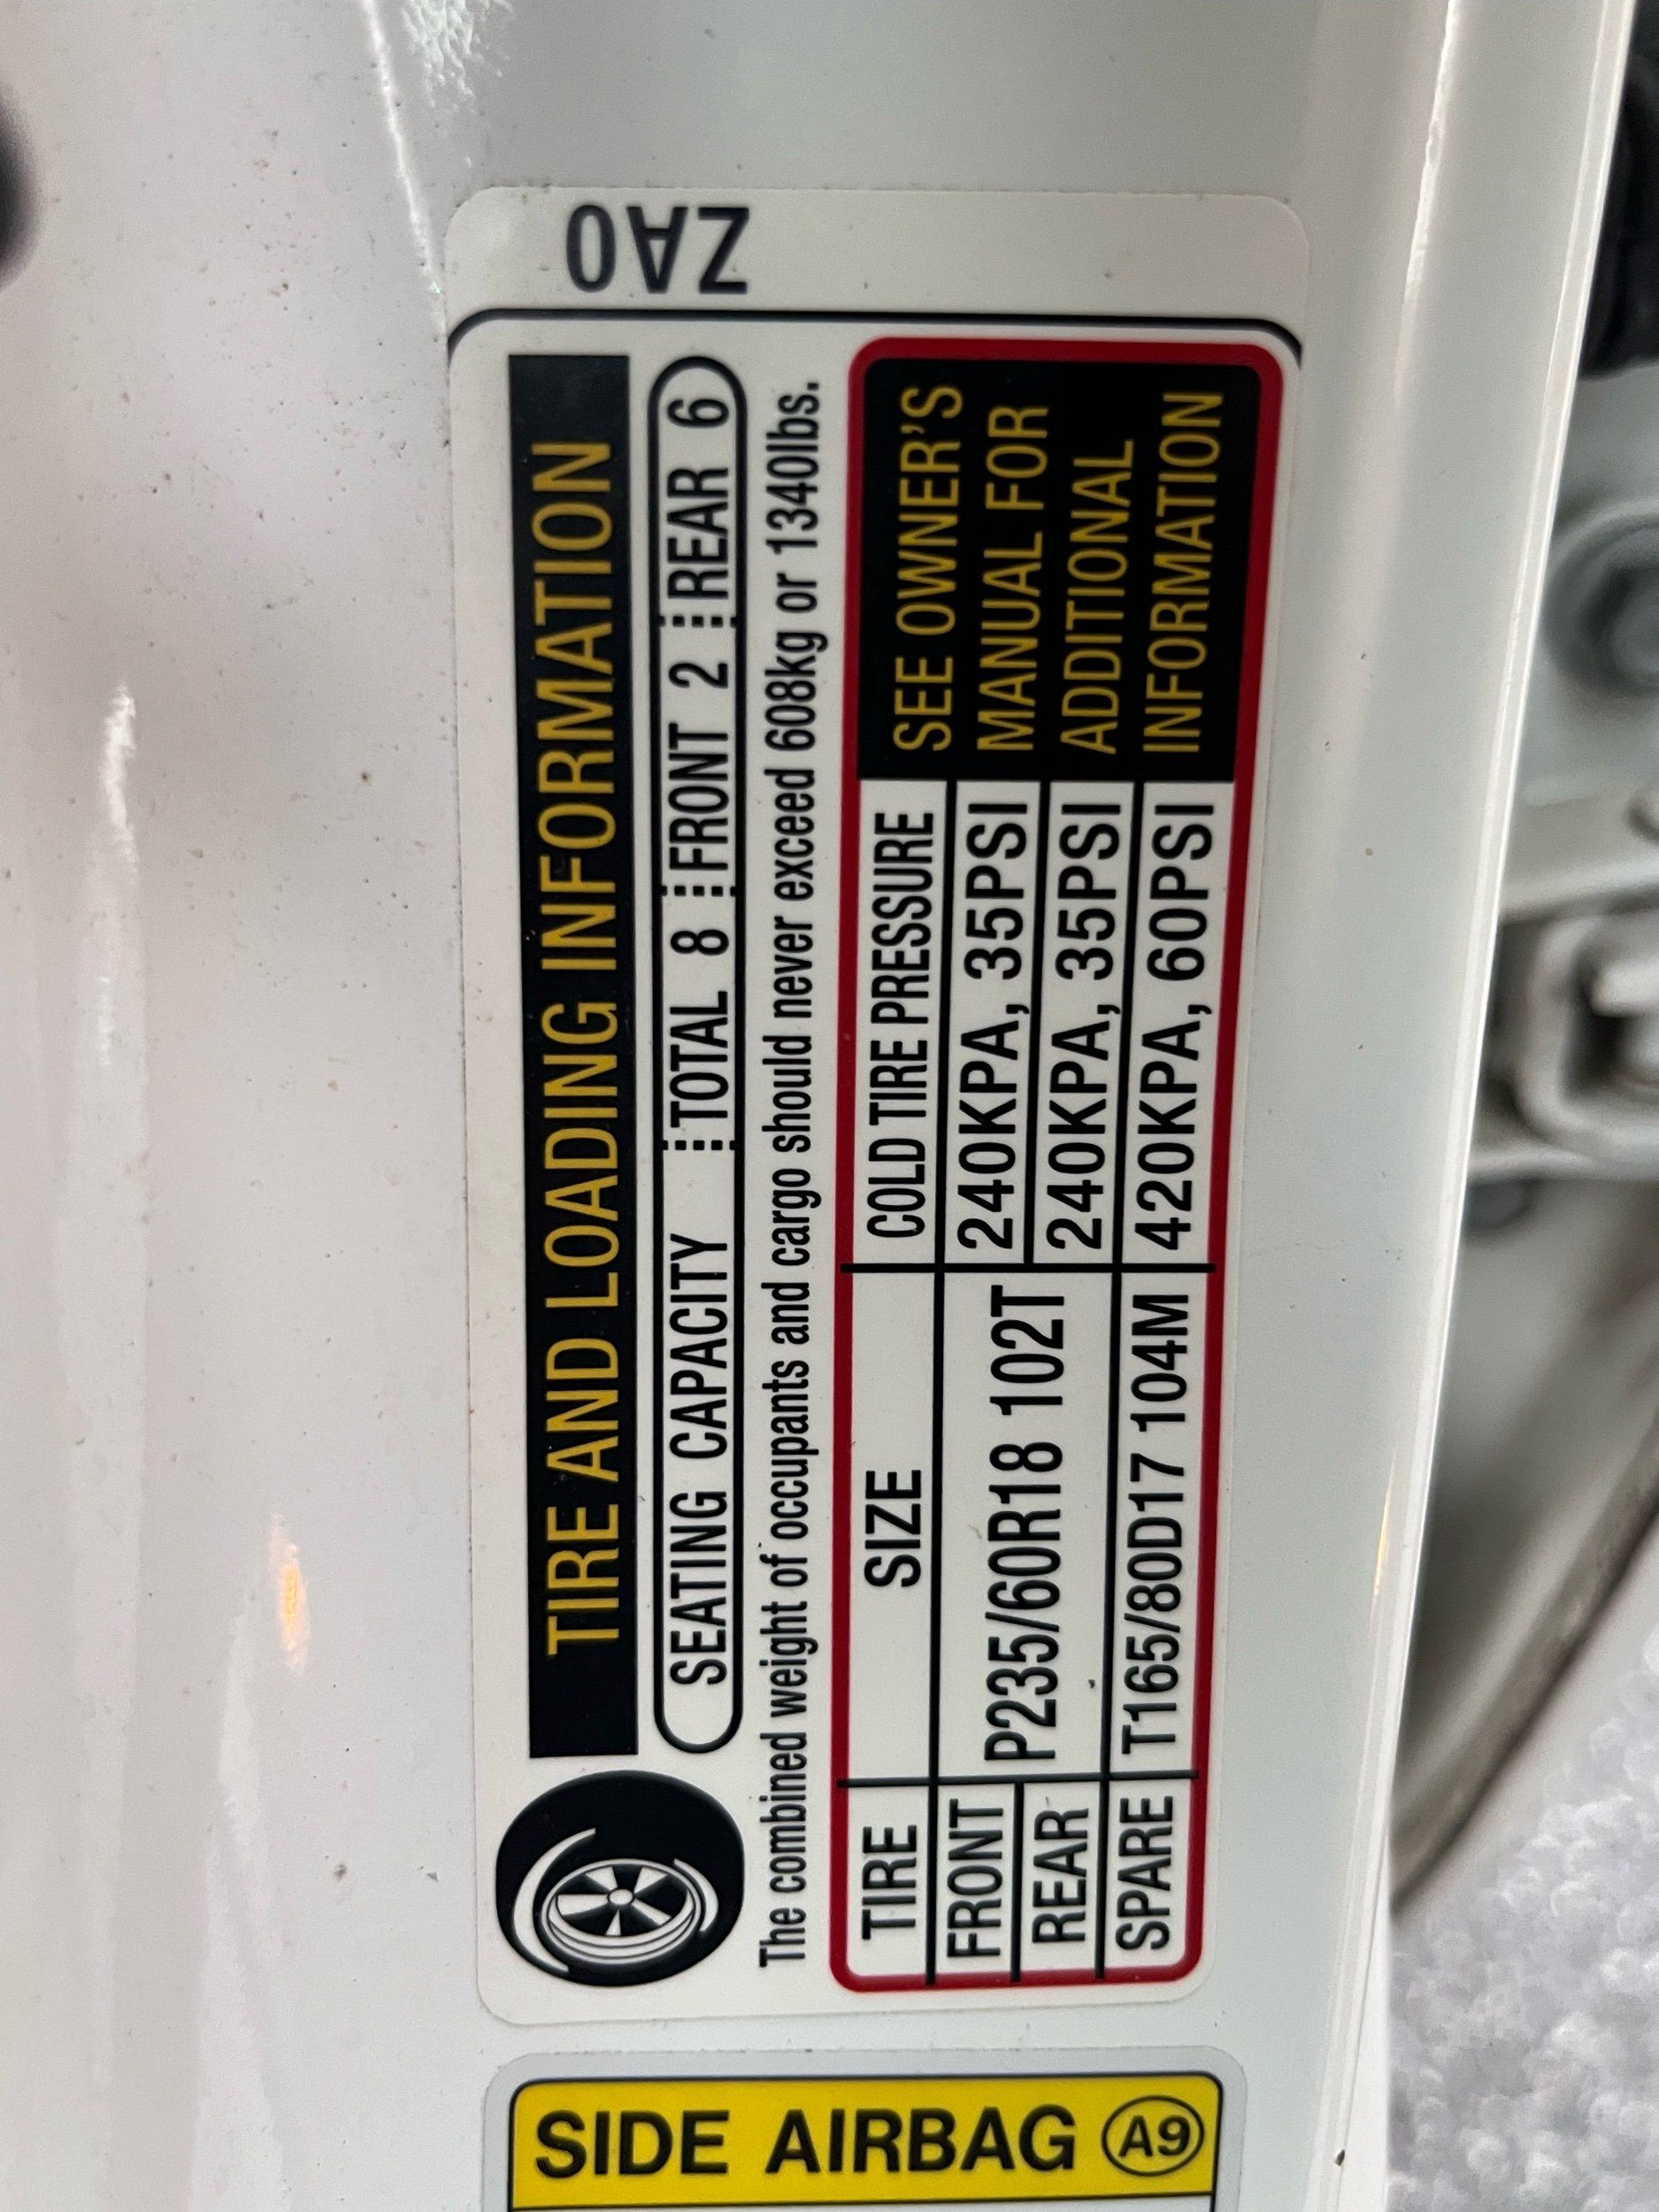 ZA0
TIRE AND LOADING INFORMATION
SEATING CAPACITY TOTAL 8 FRONT 2 REAR 6
The combined weight of occupants and cargo should never exceed 608kg or 1340lbs.
TIRE SIZE COLD TIRE PRESSURE
FRONT P235/60R18 102T 240KPA, 35PSI
REAR 240KPA, 35PSI
SPARE T165/80D17 104M 420KPA, 60PSI
SEE OWNER'S
MANUAL FOR
ADDITIONAL
INFORMATION
SIDE AIRBAG A9